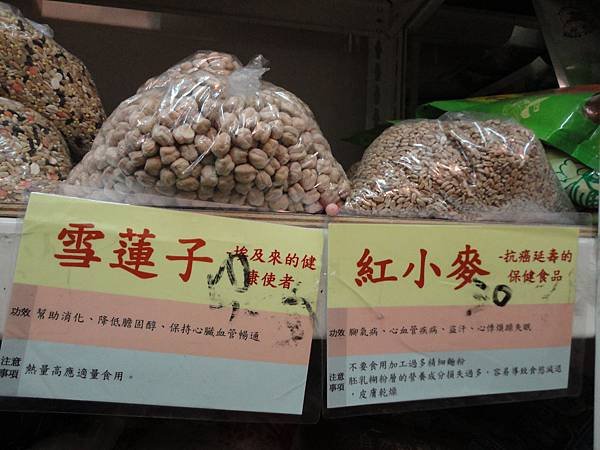 雪蓮子
-埃及來的健
康使者
功效
幫助消化、降低膽固醇、保持心臟血管暢通
注意
事項
熱量高應適量食用。
紅小麥
-抗癌延壽的
保健食品
功效
腳氣病、心血管疾病、盜汗、心悸煩躁失眠
注意
事項
不要食用加工過多精細麵粉
胚乳糊粉層的營養成分損失過多、容易導致食慾減退
、皮膚乾燥